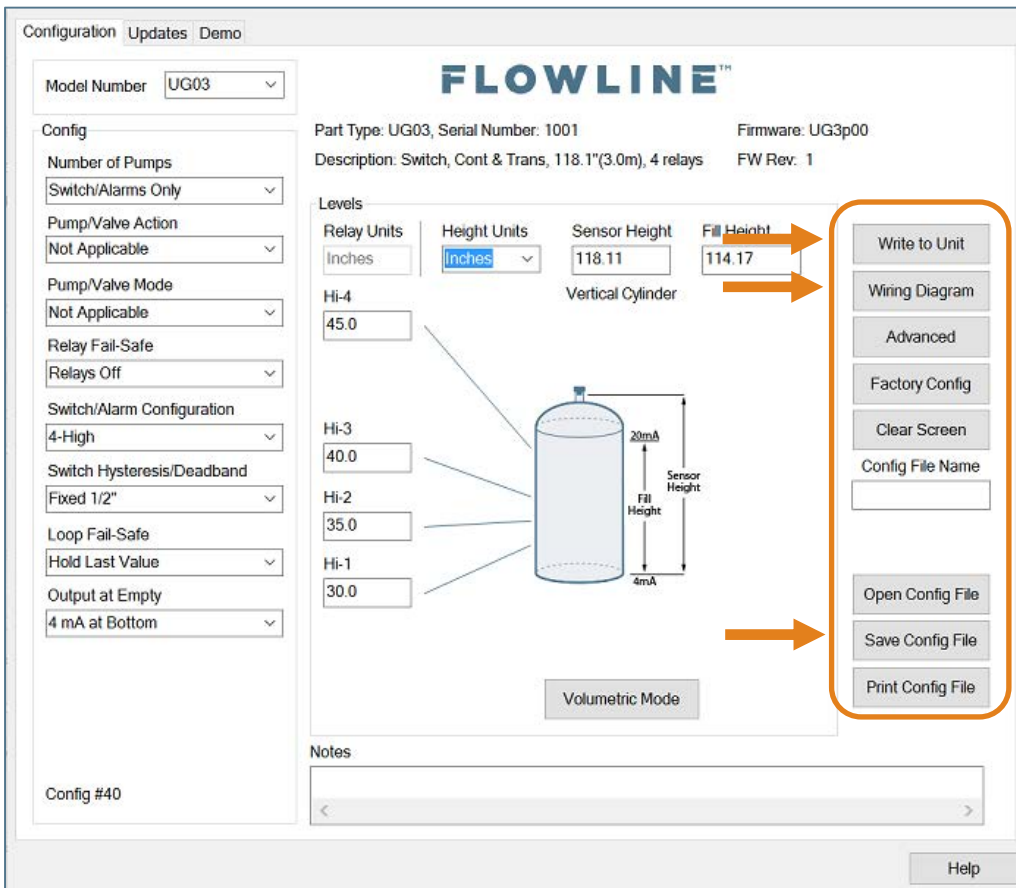 Configuration Updates Demo
Model Number UG03
FLOWLINE™
Config
Part Type: UG03, Serial Number: 1001
Firmware: UG3p00
Description: Switch, Cont & Trans, 118.1"(3.0m), 4 relays
FW Rev: 1
Number of Pumps
Switch/Alarms Only
Pump/Valve Action
Not Applicable
Pump/Valve Mode
Not Applicable
Relay Fail-Safe
Relays Off
Switch/Alarm Configuration
4-High
Switch Hysteresis/Deadband
Fixed 1/2"
Loop Fail-Safe
Hold Last Value
Output at Empty
4 mA at Bottom
Config #40
Levels
Relay Units
Inches
Height Units
Inches
Sensor Height
118.11
Fill Height
114.17
Vertical Cylinder
Hi-4
45.0
Hi-3
40.0
Hi-2
35.0
Hi-1
30.0
20mA
Fill
Height
Sensor
Height
4mA
Volumetric Mode
Write to Unit
Wiring Diagram
Advanced
Factory Config
Clear Screen
Config File Name
Open Config File
Save Config File
Print Config File
Notes
Help